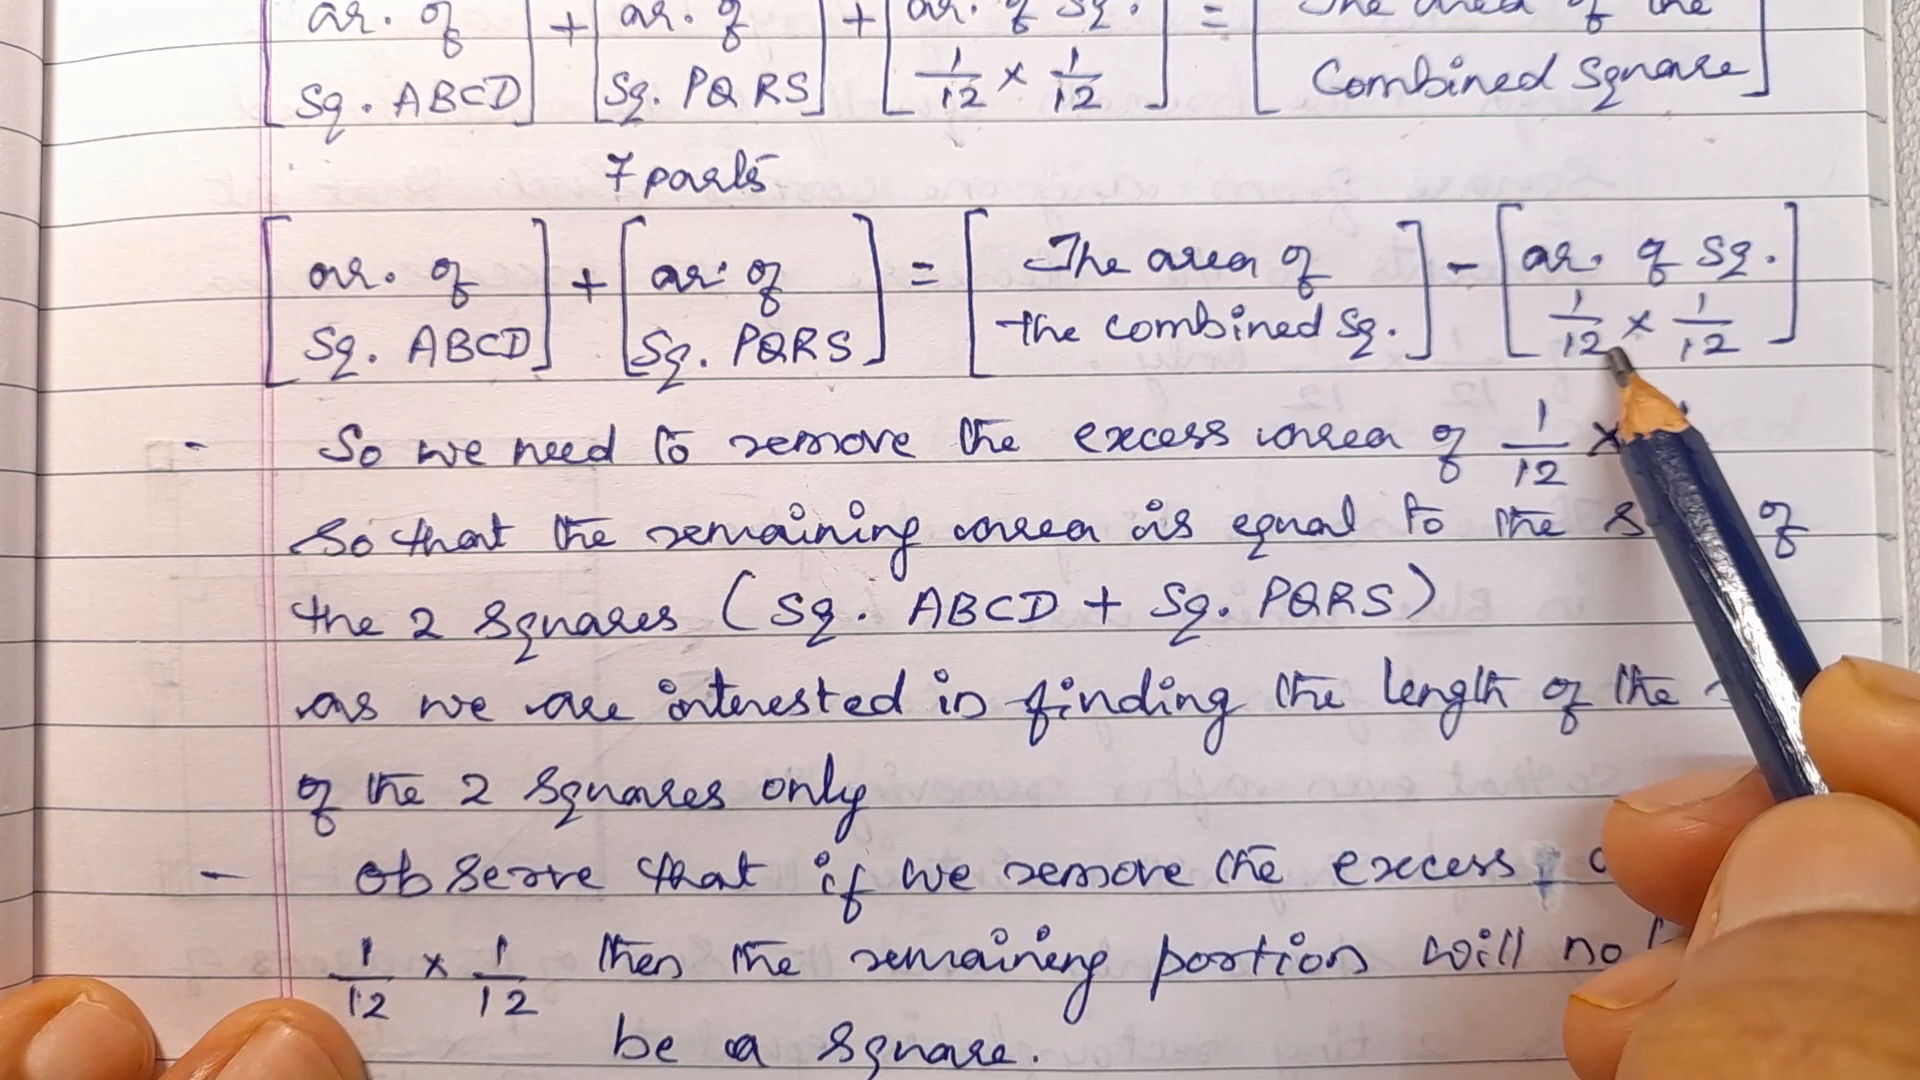 [ar. of + [ar. of + [ar. of Sq. = [The area of the
Sq. ABCD] Sq. PQRS] 1/12 × 1/12] Combined Square]
7 parts
[ar. of + [ar. of = [The area of - [ar. of Sq.
Sq. ABCD] Sq. PQRS] the combined Sq.] 1/12 × 1/12]
- So we need to remove the excess area of 1/12 ×
So that the remaining area is equal to the of
the 2 squares (Sq. ABCD + Sq. PQRS)
as we are interested in finding the length of the
of the 2 squares only
- observe that if we remove the excess
1/12 × 1/12 then the remaining portion will not
be a square.